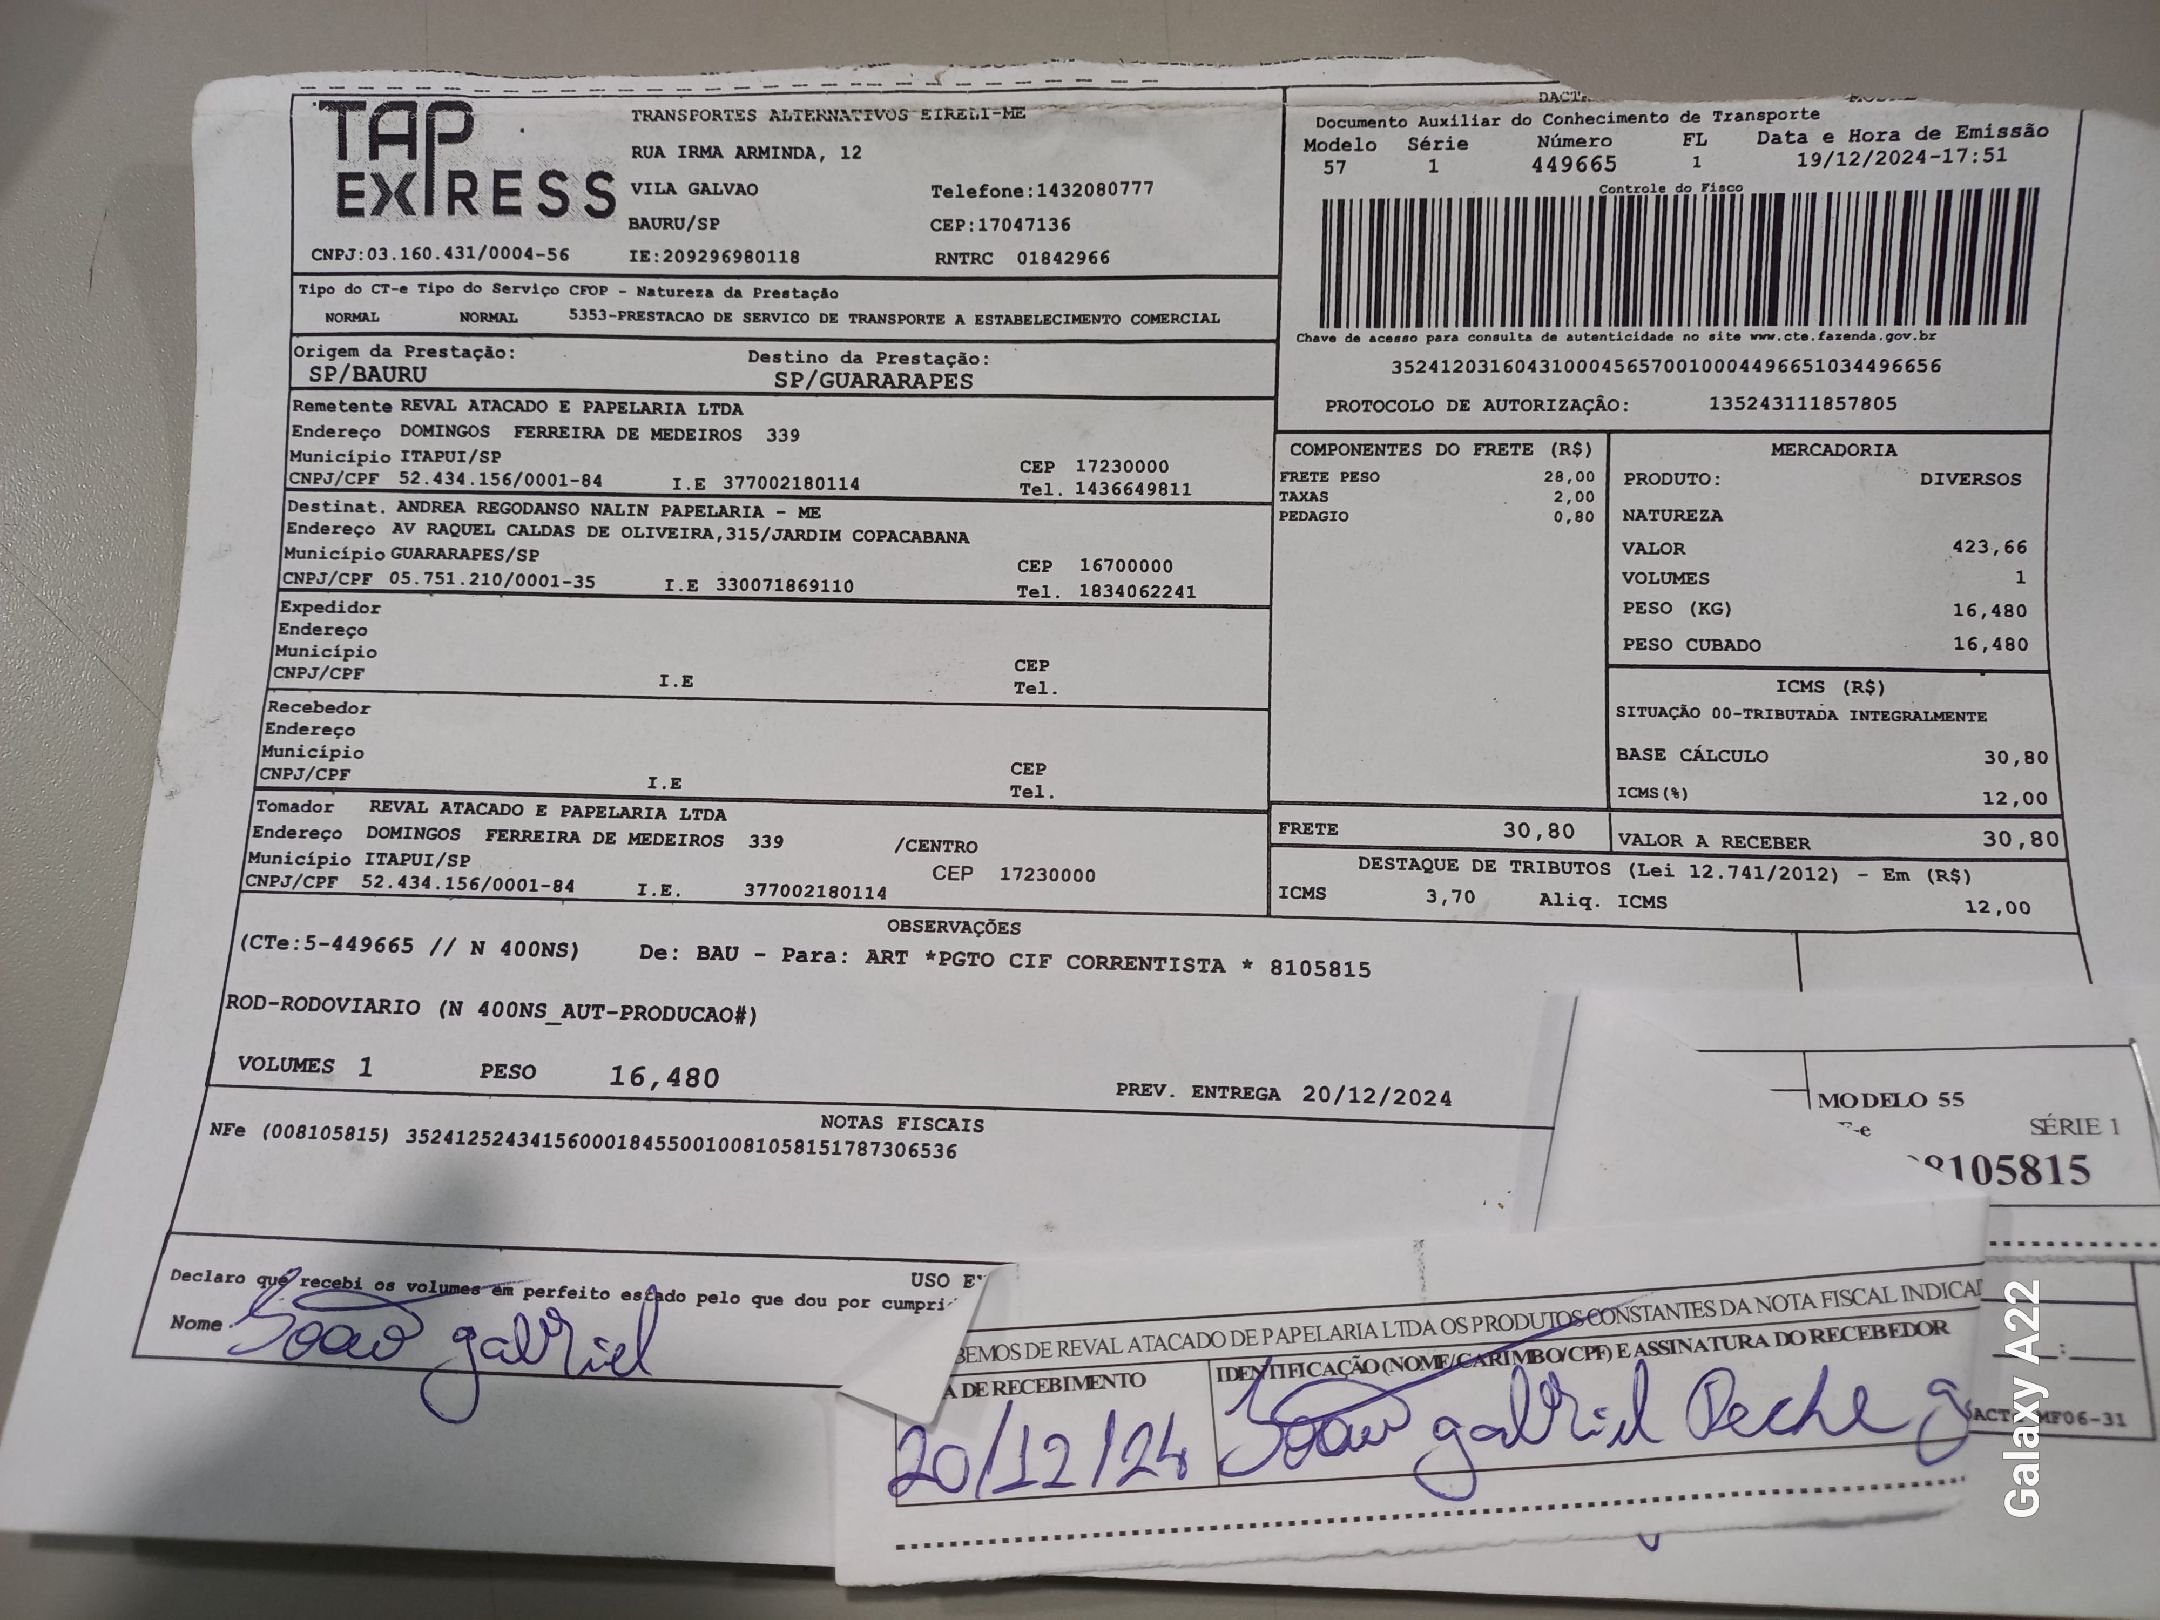 TAP EXPRESS
TRANSPORTES ALTERNATIVOS EIRELI-ME
RUA IRMA ARMINDA, 12
VILA GALVAO Telefone:1432080777
BAURU/SP CEP:17047136
CNPJ:03.160.431/0004-56 IE:209296980118 RNTRC 01842966
Documento Auxiliar do Conhecimento de Transporte
Modelo Série Número FL Data e Hora de Emissão
57 1 449665 1 19/12/2024-17:51
Controle do Fisco
Chave de acesso para consulta de autenticidade no site www.cte.fazenda.gov.br
35241203160431000456570010004496651034496656
PROTOCOLO DE AUTORIZAÇÂO: 135243111857805
Tipo do CT-e Tipo do Serviço CFOP - Natureza da Prestação
NORMAL NORMAL 5353-PRESTACAO DE SERVICO DE TRANSPORTE A ESTABELECIMENTO COMERCIAL
Origem da Prestação: Destino da Prestação:
SP/BAURU SP/GUARARAPES
Remetente REVAL ATACADO E PAPELARIA LTDA
Endereço DOMINGOS FERREIRA DE MEDEIROS 339
Município ITAPUI/SP CEP 17230000
CNPJ/CPF 52.434.156/0001-84 I.E 377002180114 Tel. 1436649811
Destinat. ANDREA REGODANSO NALIN PAPELARIA - ME
Endereço AV RAQUEL CALDAS DE OLIVEIRA,315/JARDIM COPACABANA
Município GUARARAPES/SP CEP 16700000
CNPJ/CPF 05.751.210/0001-35 I.E 330071869110 Tel. 1834062241
Expedidor
Endereço
Município CEP
CNPJ/CPF I.E Tel.
Recebedor
Endereço
Município CEP
CNPJ/CPF I.E Tel.
Tomador REVAL ATACADO E PAPELARIA LTDA
Endereço DOMINGOS FERREIRA DE MEDEIROS 339 /CENTRO
Município ITAPUI/SP CEP 17230000
CNPJ/CPF 52.434.156/0001-84 I.E. 377002180114
COMPONENTES DO FRETE (R$)
FRETE PESO 28,00
TAXAS 2,00
PEDAGIO 0,80
MERCADORIA
PRODUTO: DIVERSOS
NATUREZA
VALOR 423,66
VOLUMES 1
PESO (KG) 16,480
PESO CUBADO 16,480
ICMS (R$)
SITUAÇÃO 00-TRIBUTADA INTEGRALMENTE
BASE CÁLCULO 30,80
ICMS(%) 12,00
FRETE 30,80 VALOR A RECEBER 30,80
DESTAQUE DE TRIBUTOS (Lei 12.741/2012) - Em (R$)
ICMS 3,70 Aliq. ICMS 12,00
OBSERVAÇÕES
(CTe:5-449665 // N 400NS) De: BAU - Para: ART *PGTO CIF CORRENTISTA * 8105815
ROD-RODOVIARIO (N 400NS_AUT-PRODUCAO#)
VOLUMES 1 PESO 16,480 PREV. ENTREGA 20/12/2024
NOTAS FISCAIS
NFe (008105815) 35241252434156000184550010081058151787306536
MODELO 55
SÉRIE 1
8105815
USO E
Declaro que recebi os volumes em perfeito estado pelo que dou por cumpri
Nome Joao gabriel
BEMOS DE REVAL ATACADO DE PAPELARIA LTDA OS PRODUTOS CONSTANTES DA NOTA FISCAL INDICA
A DE RECEBIMENTO IDENTIFICAÇÃO (NOME/CARIMBO/CPF) E ASSINATURA DO RECEBEDOR
20/12/24 Joao gabriel Peche g
MF06-31
Galaxy A22